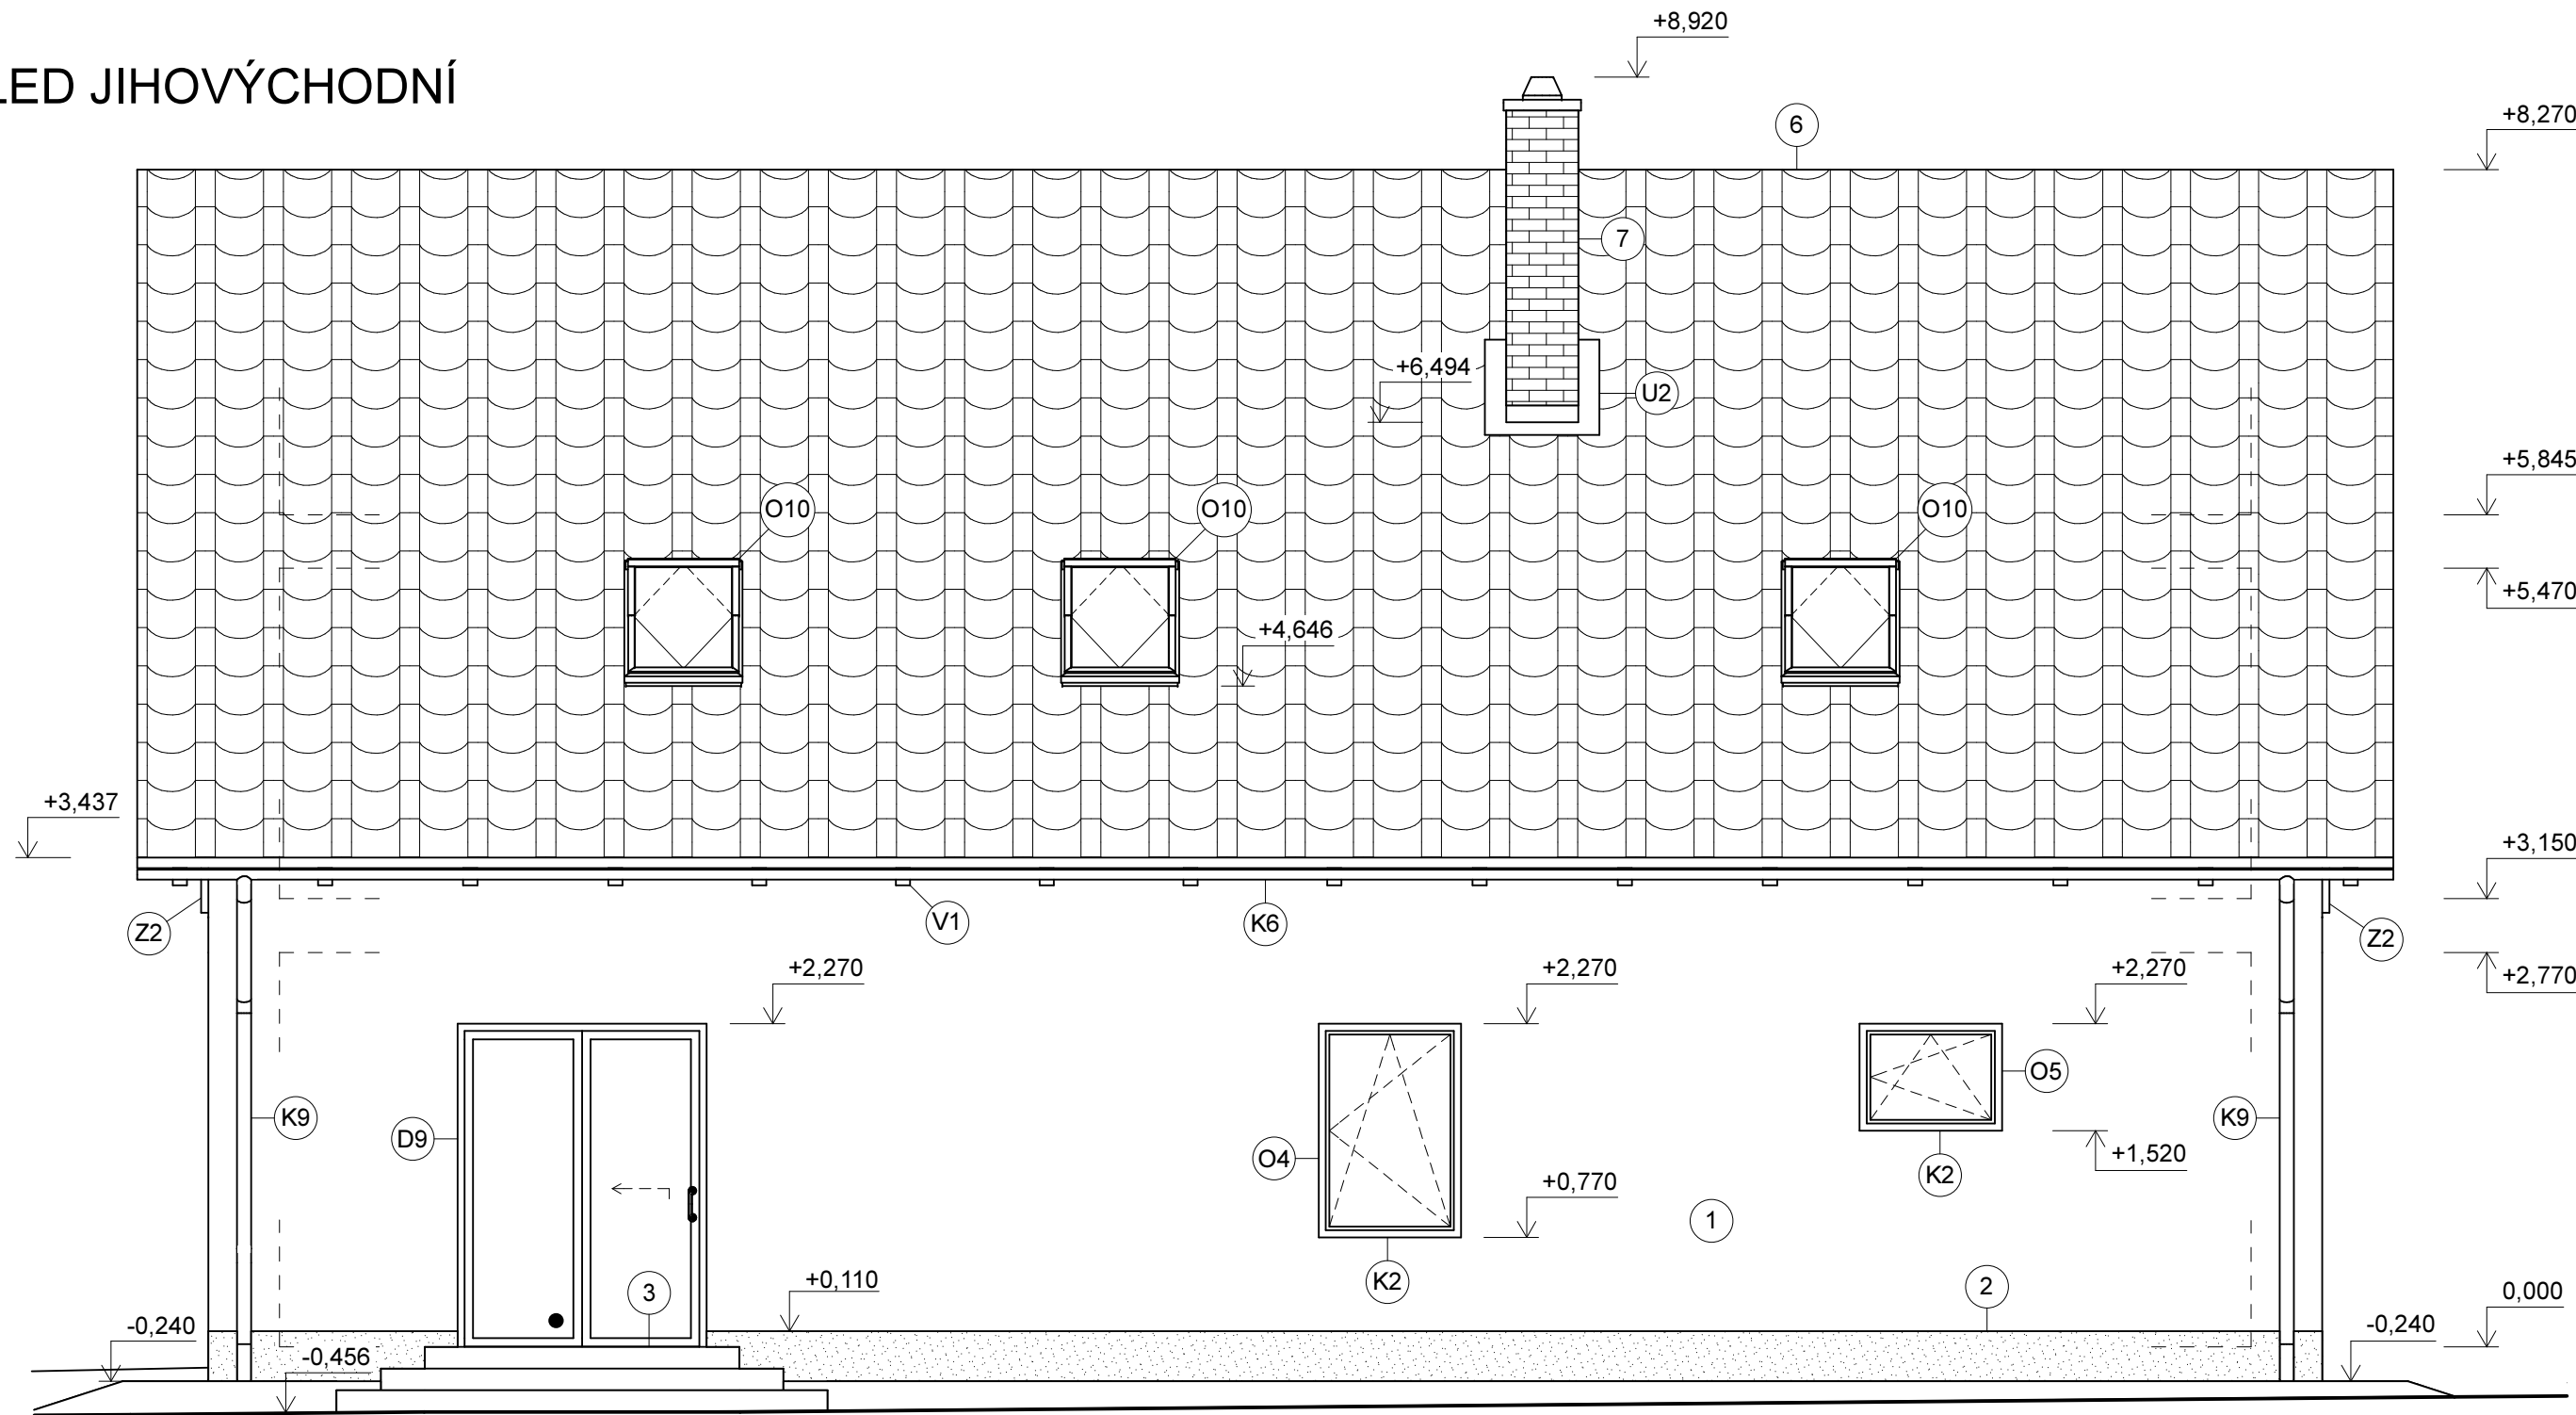 +8,920
LED JIHOVÝCHODNÍ
+8,270
6
7
+6,494
U2
+5,845
O10
O10
O10
+5,470
+4,646
+3,437
+3,150
Z2
V1
K6
Z2
+2,270
+2,270
+2,270
+2,770
O5
K9
D9
K9
O4
+1,520
K2
+0,770
1
K2
+0,110
3
2
0,000
-0,240
-0,240
-0,456